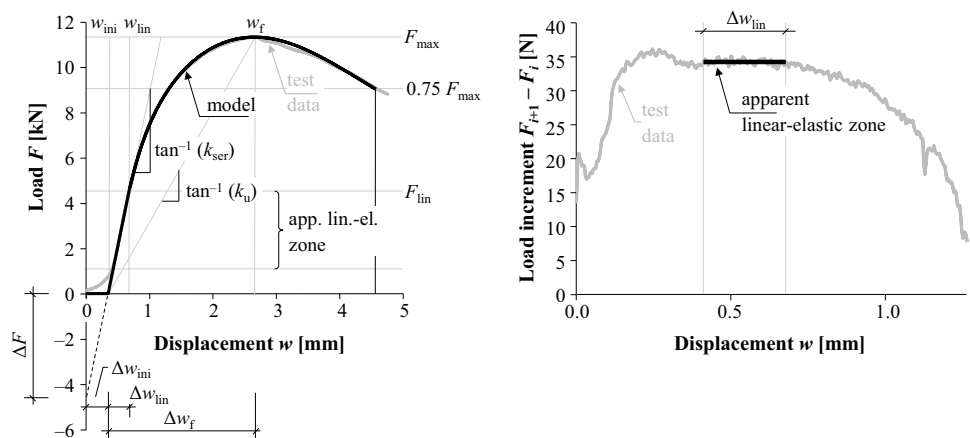 w_ini w_lin w_f
14
12
10
8
6
4
2
0
−2
−4
−6
Load F [kN]
F_max
0.75 F_max
F_lin
test
data
model
tan⁻¹ (k_ser)
tan⁻¹ (k_u)
app. lin.-el.
zone
0 1 2 3 4 5
Displacement w [mm]
ΔF
Δw_ini
Δw_lin
Δw_f
Δw_lin
45
40
35
30
25
20
15
10
5
0
Load increment F_{i+1} − F_i [N]
test
data
apparent
linear-elastic zone
0.0 0.5 1.0
Displacement w [mm]